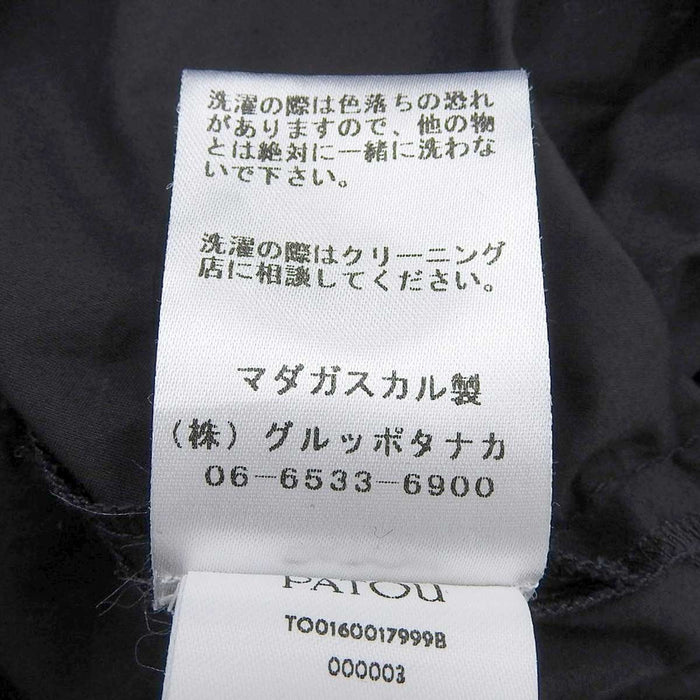 洗濯の際は色落ちの恐れ
がありますので、他の物
とは絶対に一緒に洗わな
いで下さい。
洗濯の際はクリーニング
店に相談してください。
マダガスカル製
（株）グルッポタナカ
06-6533-6900
PATOU
TO0160017999B
000003